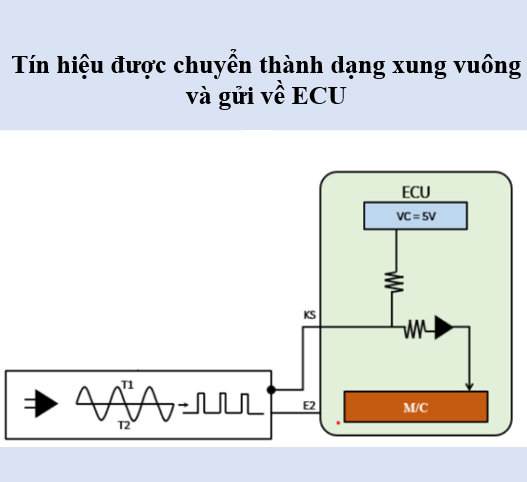 Tín hiệu được chuyển thành dạng xung vuông
và gửi về ECU
ECU
VC = 5V
KS
T1
T2
E2
M/C